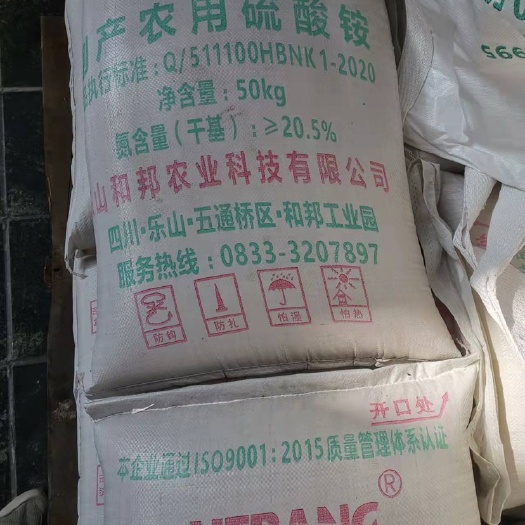 产农用硫酸铵
执行标准：Q/511100HBNK1-2020
净含量：50kg
氮含量（干基）：≥20.5%
山和邦农业科技有限公司
四川·乐山·五通桥区·和邦工业园
服务热线：0833-3207897
防钩 防扎 怕湿 怕热
开口处
本企业通过ISO9001：2015质量管理体系认证
®